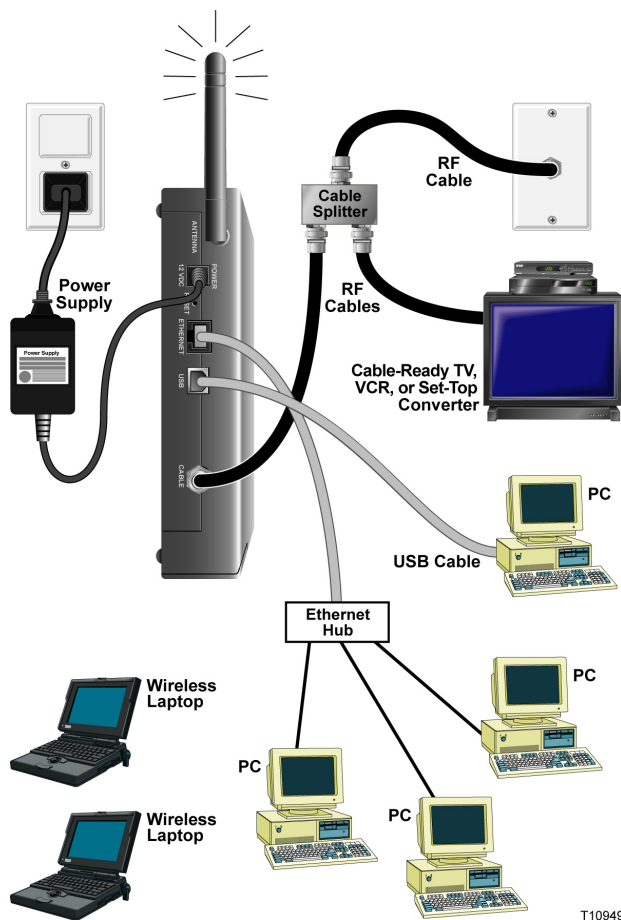 RF
Cable
Cable
Splitter
ANTENNA
POWER
12 VDC
Power
Supply
RF
Cables
ETHERNET
Power Supply
USB
Cable-Ready TV,
VCR, or Set-Top
Converter
CABLE
PC
USB Cable
Ethernet
Hub
Wireless
Laptop
PC
PC
Wireless
Laptop
PC
T10949